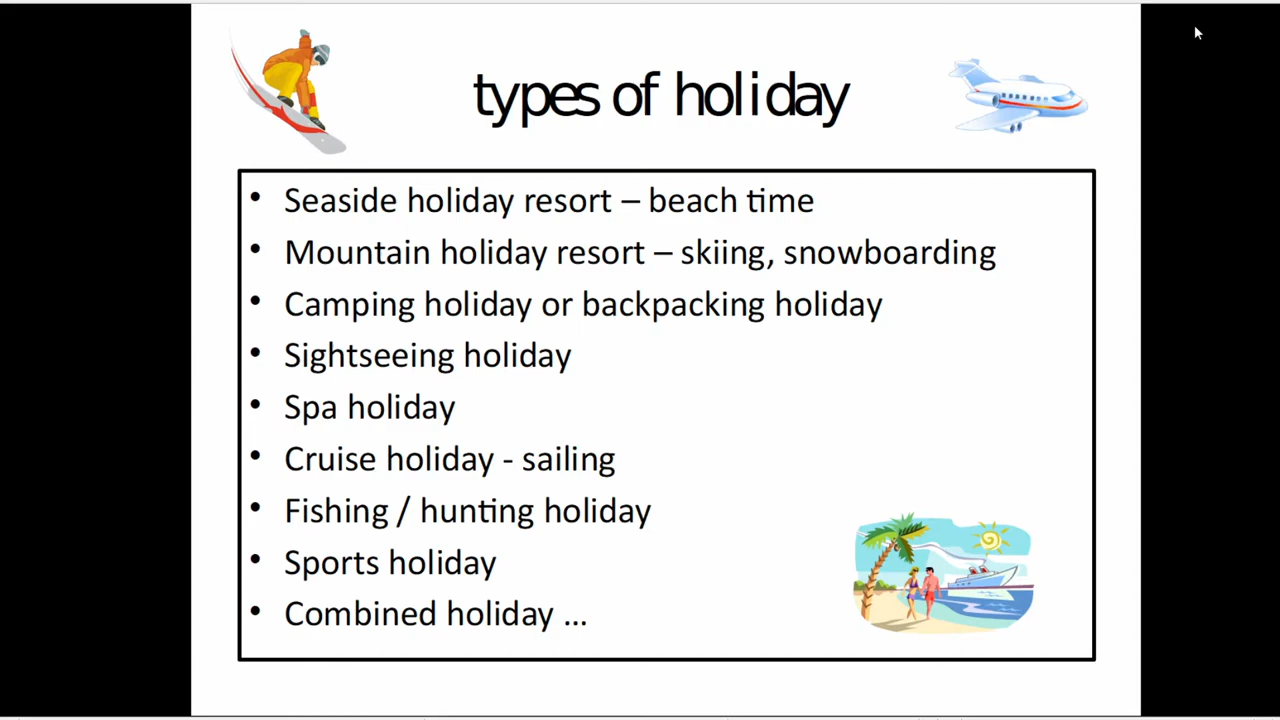 types of holiday
• Seaside holiday resort – beach time
• Mountain holiday resort – skiing, snowboarding
• Camping holiday or backpacking holiday
• Sightseeing holiday
• Spa holiday
• Cruise holiday - sailing
• Fishing / hunting holiday
• Sports holiday
• Combined holiday ...